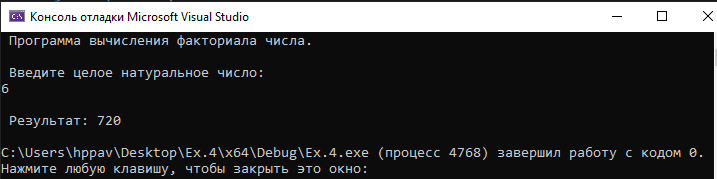 Консоль отладки Microsoft Visual Studio
Программа вычисления факториала числа.
Введите целое натуральное число:
6
Результат: 720
C:\Users\hppav\Desktop\Ex.4\x64\Debug\Ex.4.exe (процесс 4768) завершил работу с кодом 0.
Нажмите любую клавишу, чтобы закрыть это окно: